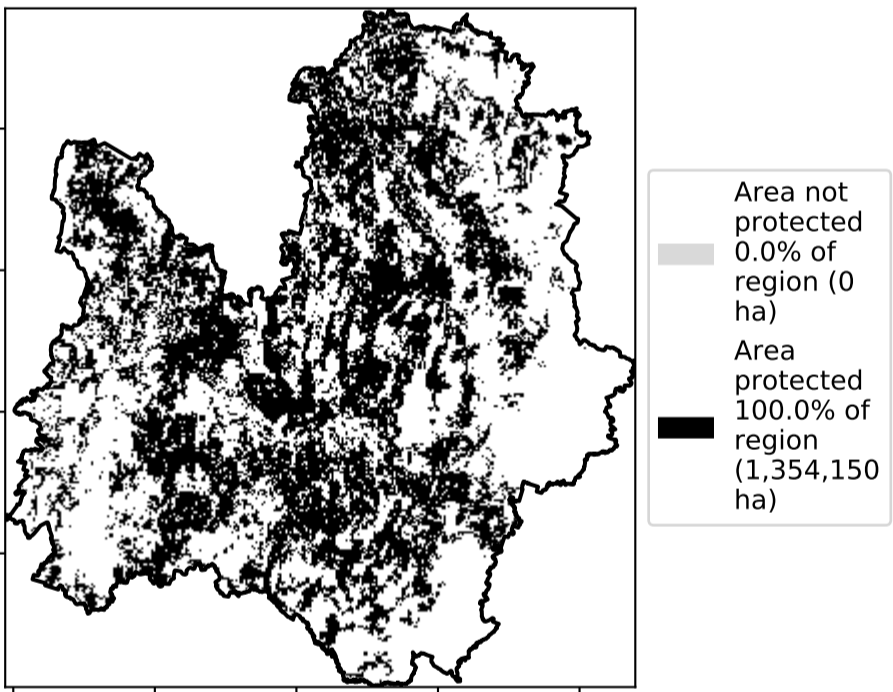 Area not
protected
0.0% of
region (0
ha)
Area
protected
100.0% of
region
(1,354,150
ha)